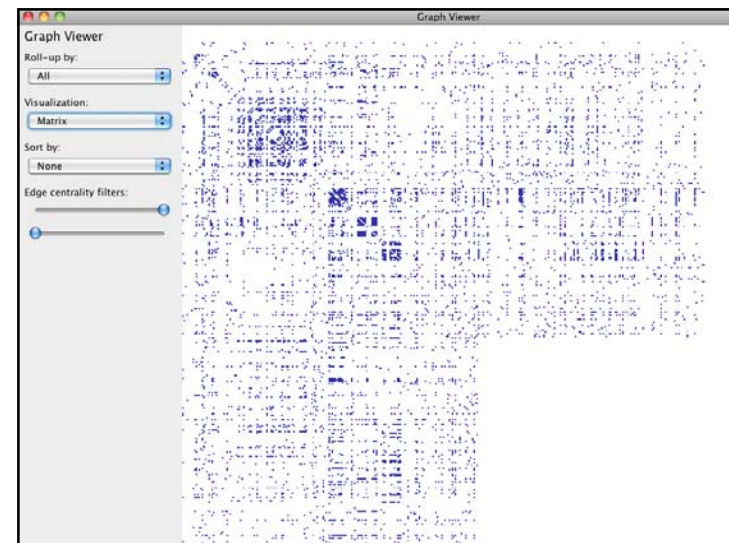 Graph Viewer
Graph Viewer
Roll-up by:
All
Visualization:
Matrix
Sort by:
None
Edge centrality filters: